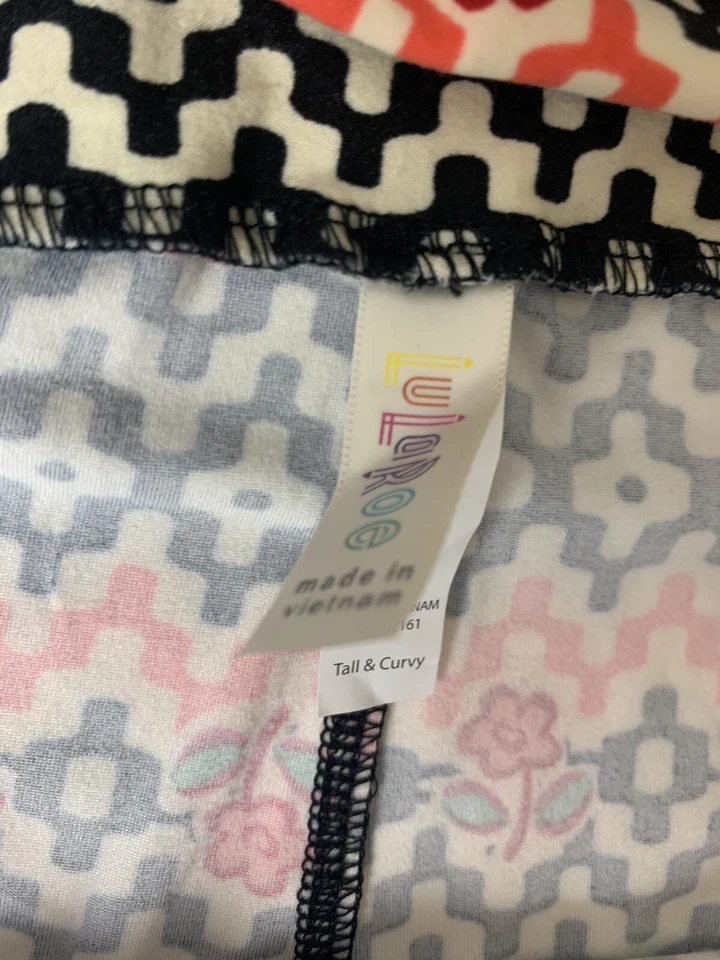 LuLaRoe
made in
vietnam
NAM
161
Tall & Curvy